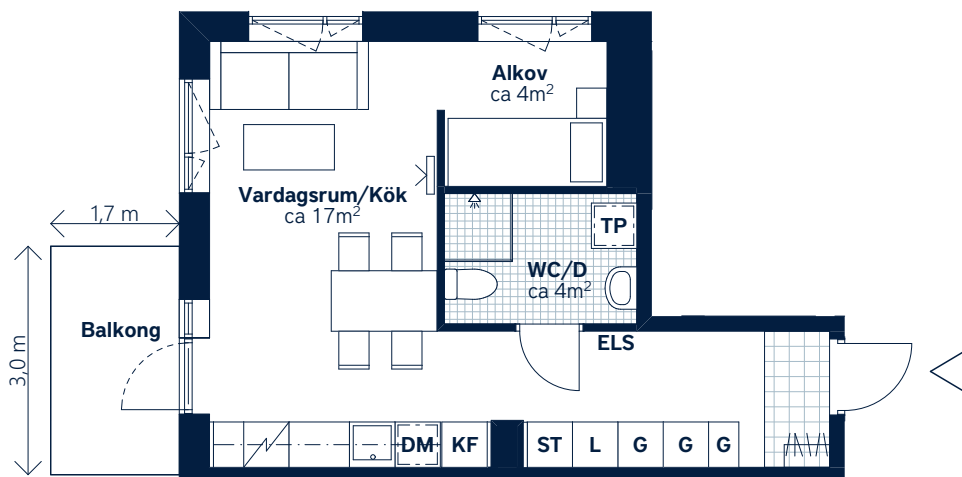 Alkov
ca 4m²
Vardagsrum/Kök
ca 17m²
1,7 m
TP
WC/D
ca 4m²
Balkong
3,0 m
ELS
DM KF ST L G G G